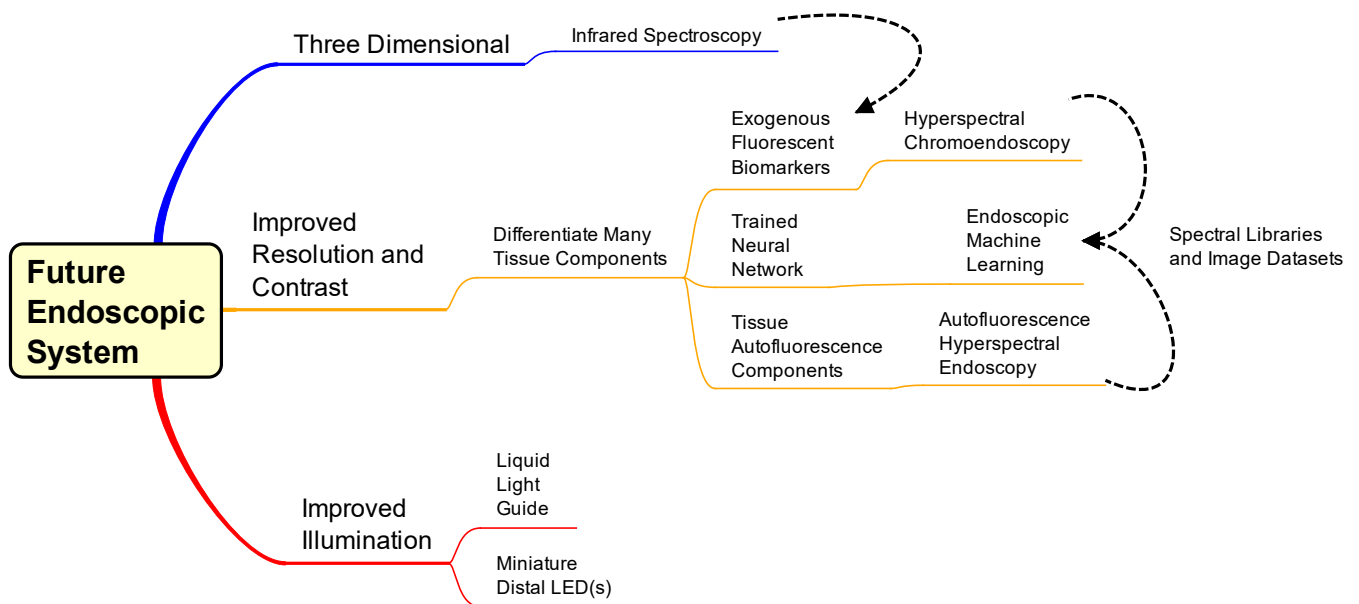 Future
Endoscopic
System
Three Dimensional
Infrared Spectroscopy
Improved
Resolution and
Contrast
Differentiate Many
Tissue Components
Exogenous
Fluorescent
Biomarkers
Hyperspectral
Chromoendoscopy
Trained
Neural
Network
Endoscopic
Machine
Learning
Spectral Libraries
and Image Datasets
Tissue
Autofluorescence
Components
Autofluorescence
Hyperspectral
Endoscopy
Improved
Illumination
Liquid
Light
Guide
Miniature
Distal LED(s)